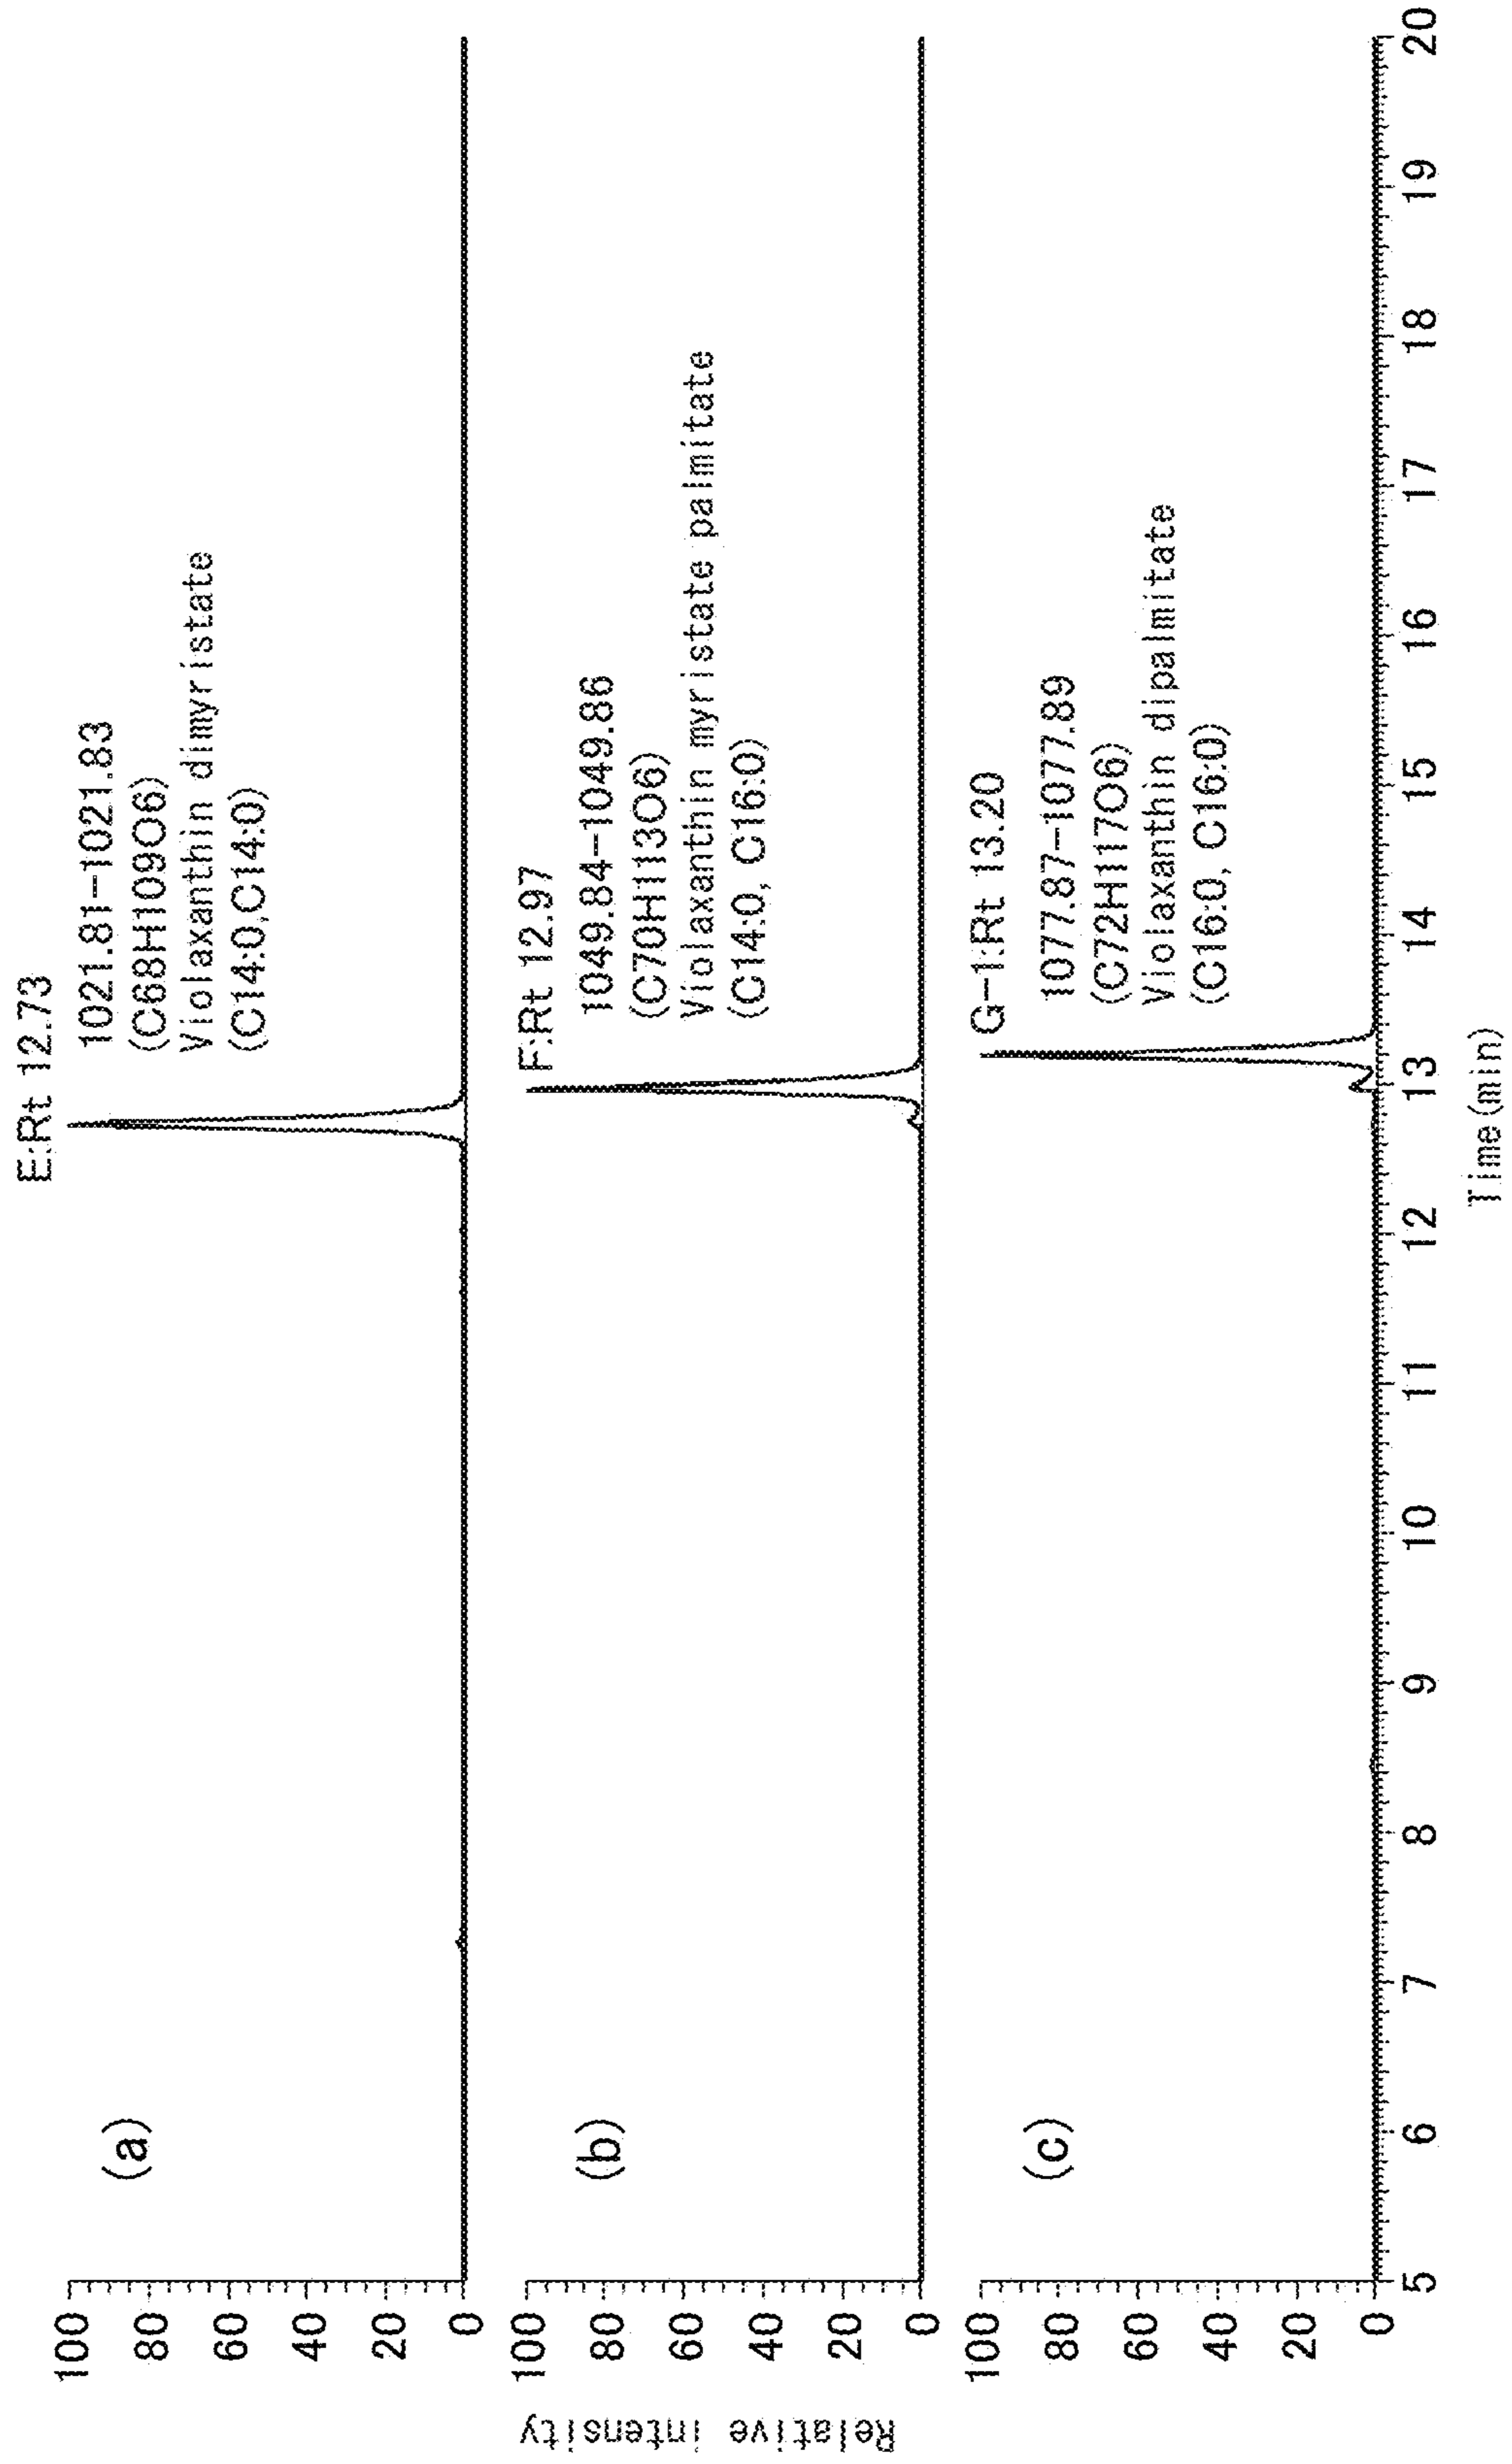 Relative intensity
(a)
100
80
60
40
20
0
E:Rt 12.73
1021.81-1021.83
(C68H109O6)
Violaxanthin dimyristate
(C14:0,C14:0)
(b)
100
80
60
40
20
0
F:Rt 12.97
1049.84-1049.86
(C70H113O6)
Violaxanthin myristate palmitate
(C14:0, C16:0)
(c)
100
80
60
40
20
0
G-1:Rt 13.20
1077.87-1077.89
(C72H117O6)
Violaxanthin dipalmitate
(C16:0, C16:0)
5 6 7 8 9 10 11 12 13 14 15 16 17 18 19 20
Time(min)